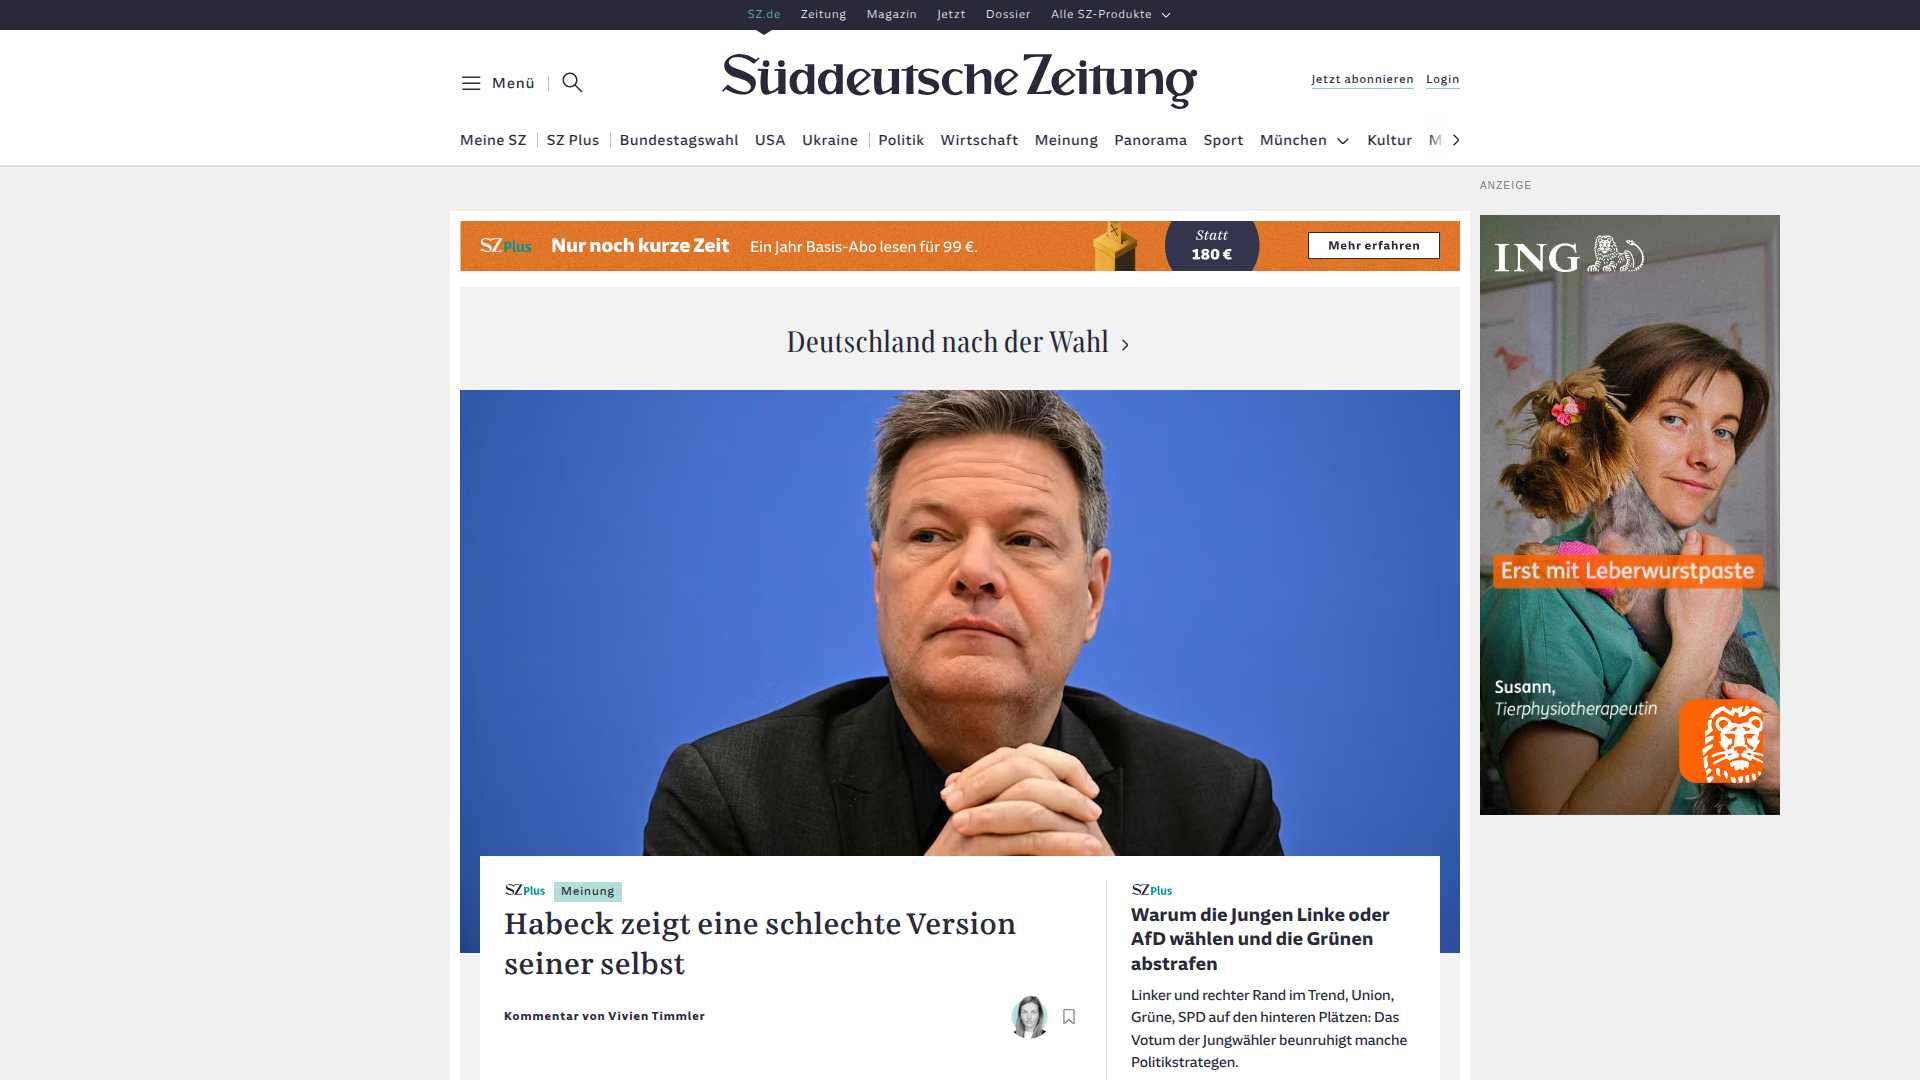 SZ.de Zeitung Magazin Jetzt Dossier Alle SZ-Produkte
Menü
Süddeutsche Zeitung
Jetzt abonnieren Login
Meine SZ SZ Plus Bundestagswahl USA Ukraine Politik Wirtschaft Meinung Panorama Sport München Kultur M
ANZEIGE
SZ Plus Nur noch kurze Zeit Ein Jahr Basis-Abo lesen für 99 €.
Statt
180 €
Mehr erfahren
Deutschland nach der Wahl
SZ Plus Meinung
Habeck zeigt eine schlechte Version
seiner selbst
Kommentar von Vivien Timmler
SZ Plus
Warum die Jungen Linke oder
AfD wählen und die Grünen
abstrafen
Linker und rechter Rand im Trend, Union,
Grüne, SPD auf den hinteren Plätzen: Das
Votum der Jungwähler beunruhigt manche
Politikstrategen.
ING
Erst mit Leberwurstpaste
Susann,
Tierphysiotherapeutin